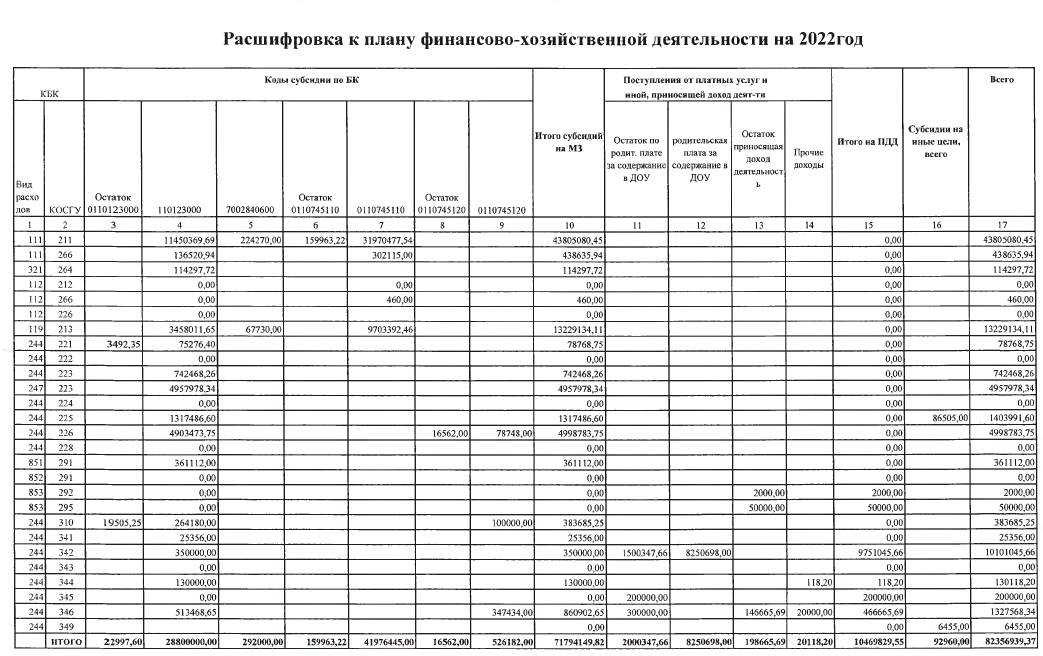 Расшифровка к плану финансово-хозяйственной деятельности на 2022год
КБК
Коды субсидии по БК
Итого субсидий на МЗ
Поступления от платных услуг и иной, приносящей доход деят-ти
Итого на ПДД
Субсидии на иные цели, всего
Всего
Вид расхо лов
КОСГУ
Остаток 0110123000
110123000
7002840600
Остаток 0110745110
0110745110
Остаток 0110745120
0110745120
Остаток по родит. плате за содержание в ДОУ
родительская плата за содержание в ДОУ
Остаток приносящая доход деятельност ь
Прочие доходы
1 2 3 4 5 6 7 8 9 10 11 12 13 14 15 16 17
111 211 11450369,69 224270,00 159963,22 31970477,54 43805080,45 0,00 43805080,45
111 266 136520,94 302115,00 438635,94 0,00 438635,94
321 264 114297,72 114297,72 0,00 114297,72
112 212 0,00 0,00 0,00 0,00 0,00
112 266 0,00 460,00 460,00 0,00 460,00
112 226 0,00 0,00 0,00 0,00
119 213 3458011,65 67730,00 9703392,46 13229134,11 0,00 13229134,11
244 221 3492,35 75276,40 78768,75 0,00 78768,75
244 222 0,00 0,00 0,00 0,00
244 223 742468,26 742468,26 0,00 742468,26
247 223 4957978,34 4957978,34 0,00 4957978,34
244 224 0,00 0,00 0,00 0,00
244 225 1317486,60 1317486,60 0,00 86505,00 1403991,60
244 226 4903473,75 16562,00 78748,00 4998783,75 0,00 4998783,75
244 228 0,00 0,00 0,00 0,00
851 291 361112,00 361112,00 0,00 361112,00
852 291 0,00 0,00 0,00 0,00
853 292 0,00 0,00 2000,00 2000,00 2000,00
853 295 0,00 0,00 50000,00 50000,00 50000,00
244 310 19505,25 264180,00 100000,00 383685,25 0,00 383685,25
244 341 25356,00 25356,00 0,00 25356,00
244 342 350000,00 350000,00 1500347,66 8250698,00 9751045,66 10101045,66
244 343 0,00 0,00 0,00 0,00
244 344 130000,00 130000,00 118,20 118,20 130118,20
244 345 0,00 0,00 200000,00 200000,00 200000,00
244 346 513468,65 347434,00 860902,65 300000,00 146665,69 20000,00 466665,69 1327568,34
244 349 0,00 0,00 6455,00 6455,00
ИТОГО 22997,60 28800000,00 292000,00 159963,22 41976445,00 16562,00 526182,00 71794149,82 2000347,66 8250698,00 198665,69 20118,20 10469829,55 92960,00 82356939,37